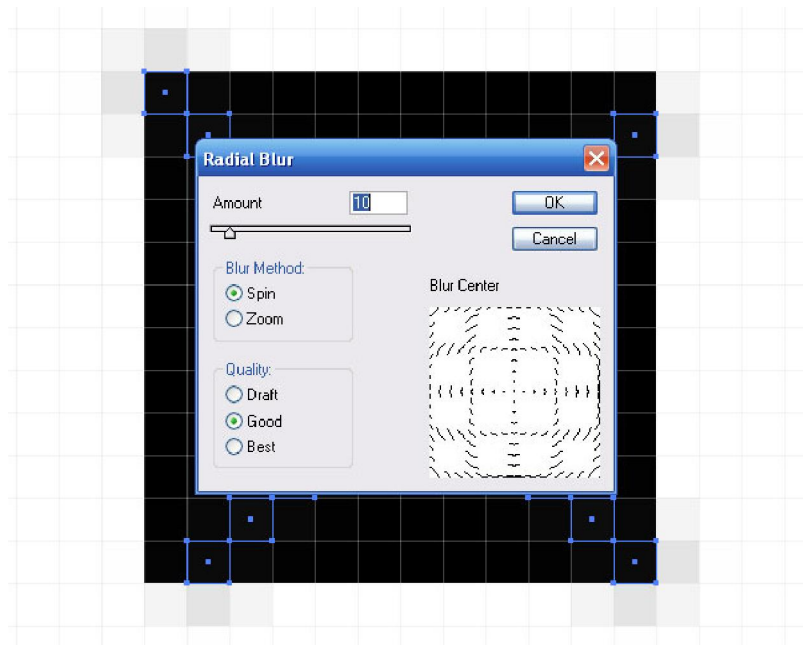 Radial Blur
Amount 10
OK
Cancel
Blur Method:
Spin
Zoom
Blur Center
Quality:
Draft
Good
Best